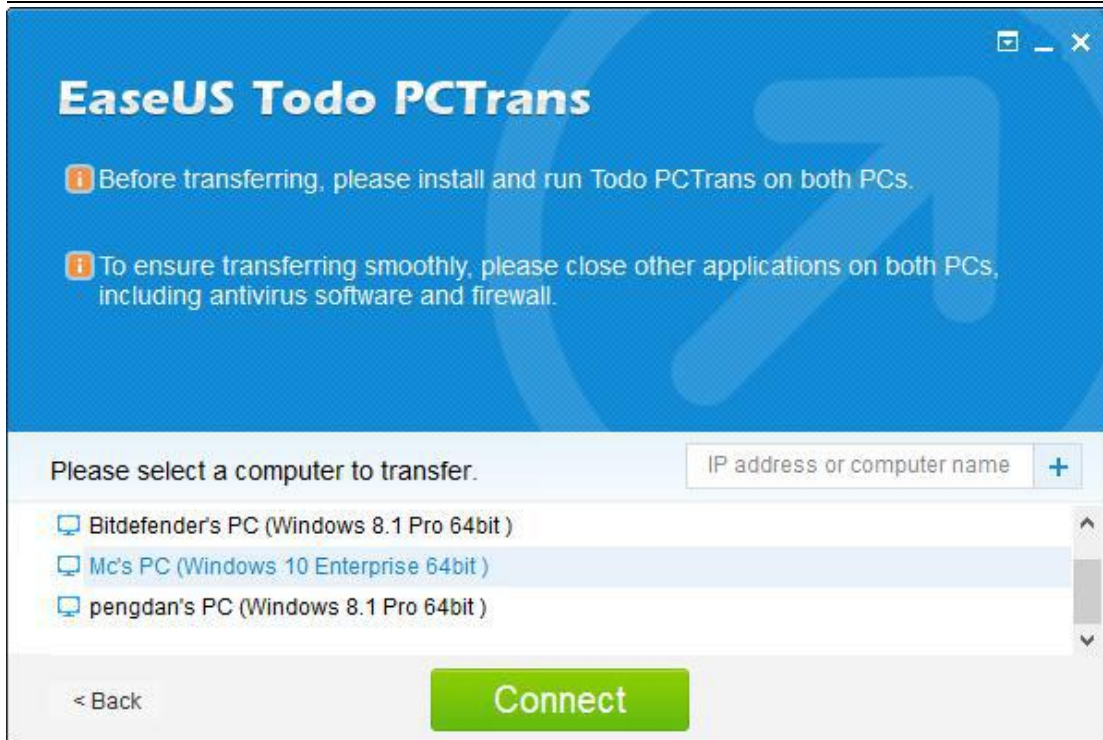 EaseUS Todo PCTrans
Before transferring, please install and run Todo PCTrans on both PCs.
To ensure transferring smoothly, please close other applications on both PCs,
including antivirus software and firewall.
Please select a computer to transfer.
IP address or computer name +
Bitdefender's PC (Windows 8.1 Pro 64bit )
Mc's PC (Windows 10 Enterprise 64bit )
pengdan's PC (Windows 8.1 Pro 64bit )
< Back
Connect